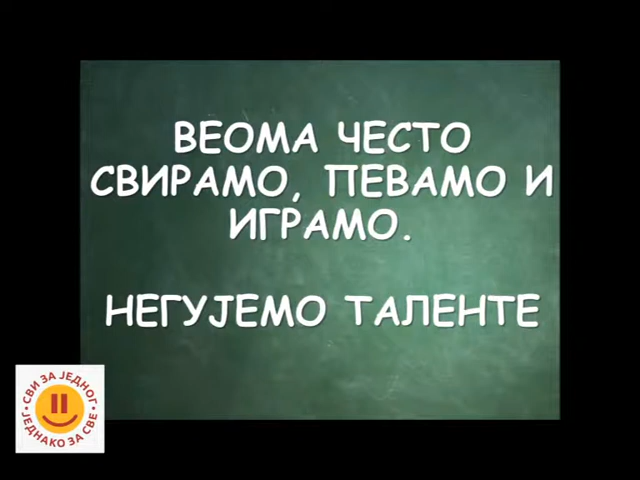 ВЕОМА ЧЕСТО
СВИРАМО, ПЕВАМО И
ИГРАМО.
НЕГУЈЕМО ТАЛЕНТЕ
• СВИ ЗА ЈЕДНОГ •
ЈЕДНАКО ЗА СВЕ